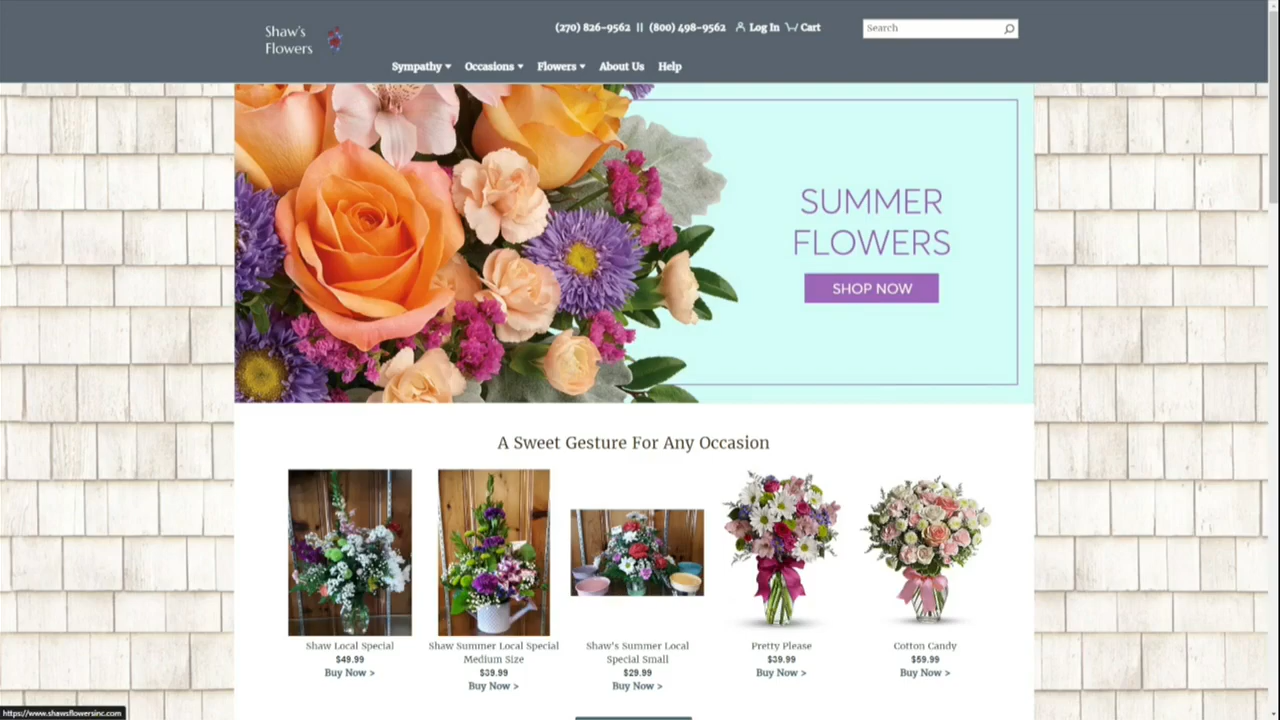 Shaw's
Flowers
(270) 826-9562 || (800) 498-9562 Log In Cart
Search
Sympathy Occasions Flowers About Us Help
SUMMER
FLOWERS
SHOP NOW
A Sweet Gesture For Any Occasion
Shaw Local Special
$49.99
Buy Now >
Shaw Summer Local Special
Medium Size
$39.99
Buy Now >
Shaw's Summer Local
Special Small
$29.99
Buy Now >
Pretty Please
$39.99
Buy Now >
Cotton Candy
$59.99
Buy Now >
https://www.shawsflowersinc.com